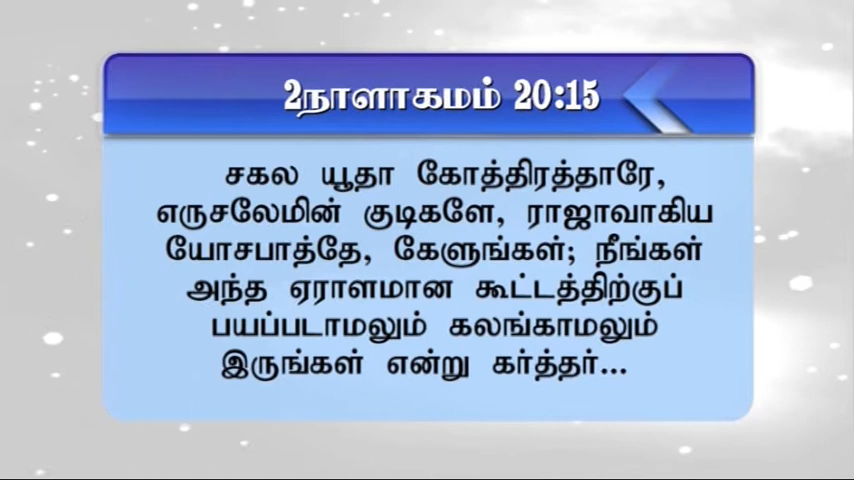 2நாளாகமம் 20:15
சகல யூதா கோத்திரத்தாரே,
எருசலேமின் குடிகளே, ராஜாவாகிய
யோசபாத்தே, கேளுங்கள்; நீங்கள்
அந்த ஏராளமான கூட்டத்திற்குப்
பயப்படாமலும் கலங்காமலும்
இருங்கள் என்று கர்த்தர்...